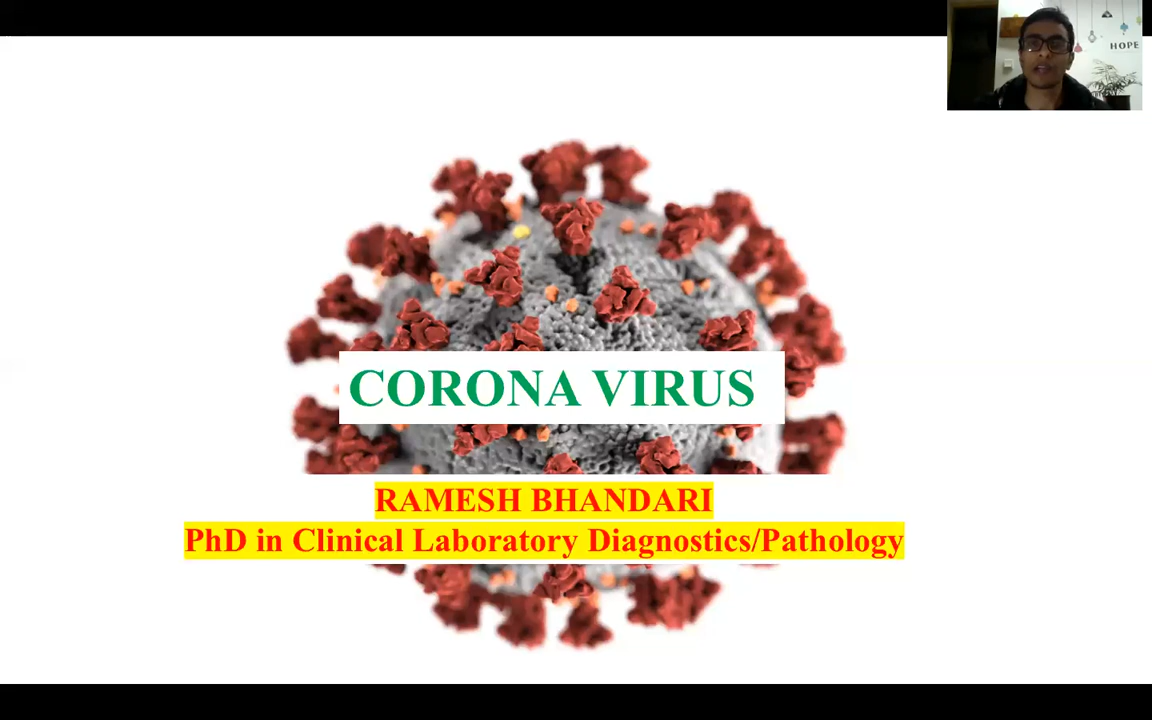 HOPE
CORONA VIRUS
RAMESH BHANDARI
PhD in Clinical Laboratory Diagnostics/Pathology